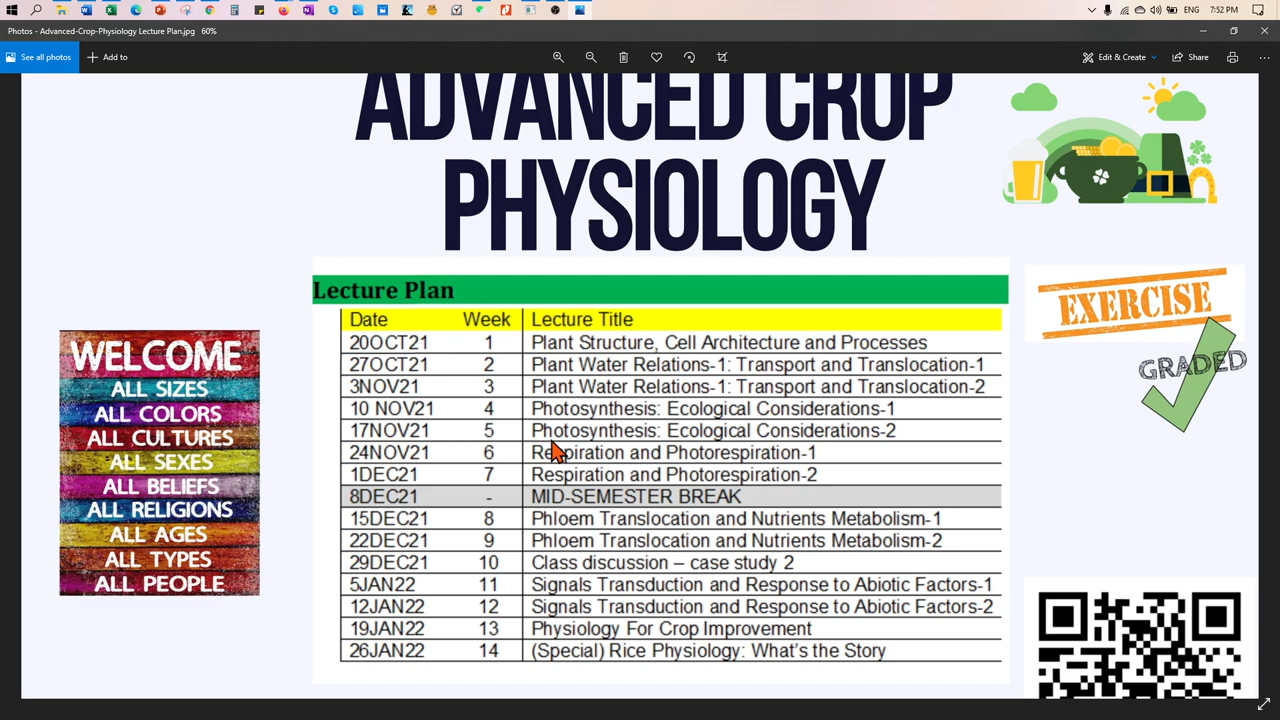 ENG 7:52 PM
Photos - Advanced-Crop-Physiology Lecture Plan.jpg 60%
See all photos Add to Edit & Create Share
ADVANCED CROP
PHYSIOLOGY
Lecture Plan
Date Week Lecture Title
20OCT21 1 Plant Structure, Cell Architecture and Processes
27OCT21 2 Plant Water Relations-1: Transport and Translocation-1
3NOV21 3 Plant Water Relations-1: Transport and Translocation-2
10 NOV21 4 Photosynthesis: Ecological Considerations-1
17NOV21 5 Photosynthesis: Ecological Considerations-2
24NOV21 6 Respiration and Photorespiration-1
1DEC21 7 Respiration and Photorespiration-2
8DEC21 - MID-SEMESTER BREAK
15DEC21 8 Phloem Translocation and Nutrients Metabolism-1
22DEC21 9 Phloem Translocation and Nutrients Metabolism-2
29DEC21 10 Class discussion – case study 2
5JAN22 11 Signals Transduction and Response to Abiotic Factors-1
12JAN22 12 Signals Transduction and Response to Abiotic Factors-2
19JAN22 13 Physiology For Crop Improvement
26JAN22 14 (Special) Rice Physiology: What's the Story
WELCOME
ALL SIZES
ALL COLORS
ALL CULTURES
ALL SEXES
ALL BELIEFS
ALL RELIGIONS
ALL AGES
ALL TYPES
ALL PEOPLE
EXERCISE
GRADED